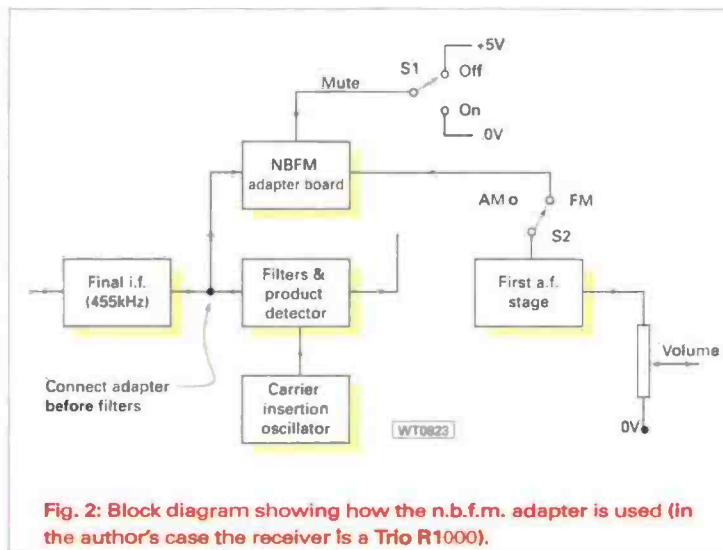 +5V
S1
Off
Mute
On
0V
NBFM
adapter board
AM
FM
S2
Final i.f.
(455kHz)
Filters &
product
detector
First a.f.
stage
Volume
Connect adapter
before filters
Carrier
insertion
oscillator
WT0823
0V
Fig. 2: Block diagram showing how the n.b.f.m. adapter is used (in
the author's case the receiver is a Trio R1000).